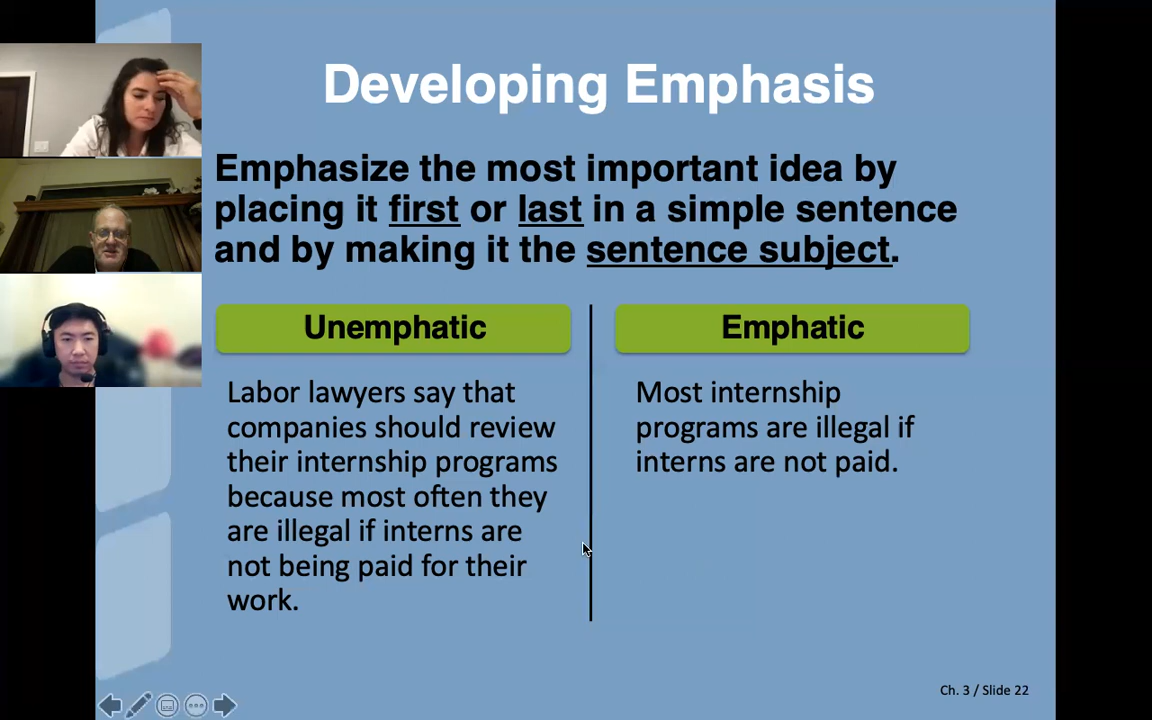 Developing Emphasis
Emphasize the most important idea by
placing it first or last in a simple sentence
and by making it the sentence subject.
Unemphatic
Labor lawyers say that
companies should review
their internship programs
because most often they
are illegal if interns are
not being paid for their
work.
Emphatic
Most internship
programs are illegal if
interns are not paid.
Ch. 3 / Slide 22